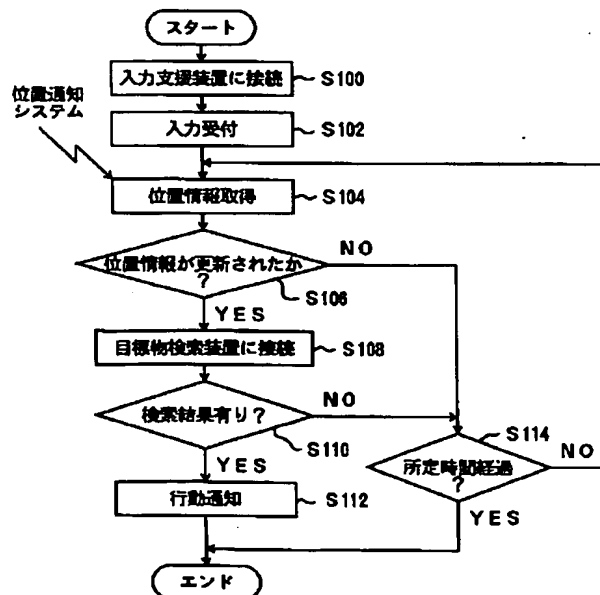 スタート
入力支援装置に接続
S100
位置通知
システム
入力受付
S102
位置情報取得
S104
位置情報が更新されたか
?
NO
S106
YES
目標物検索装置に接続
S108
検索結果有り?
NO
S110
YES
所定時間経過
?
S114
NO
行動通知
S112
YES
エンド